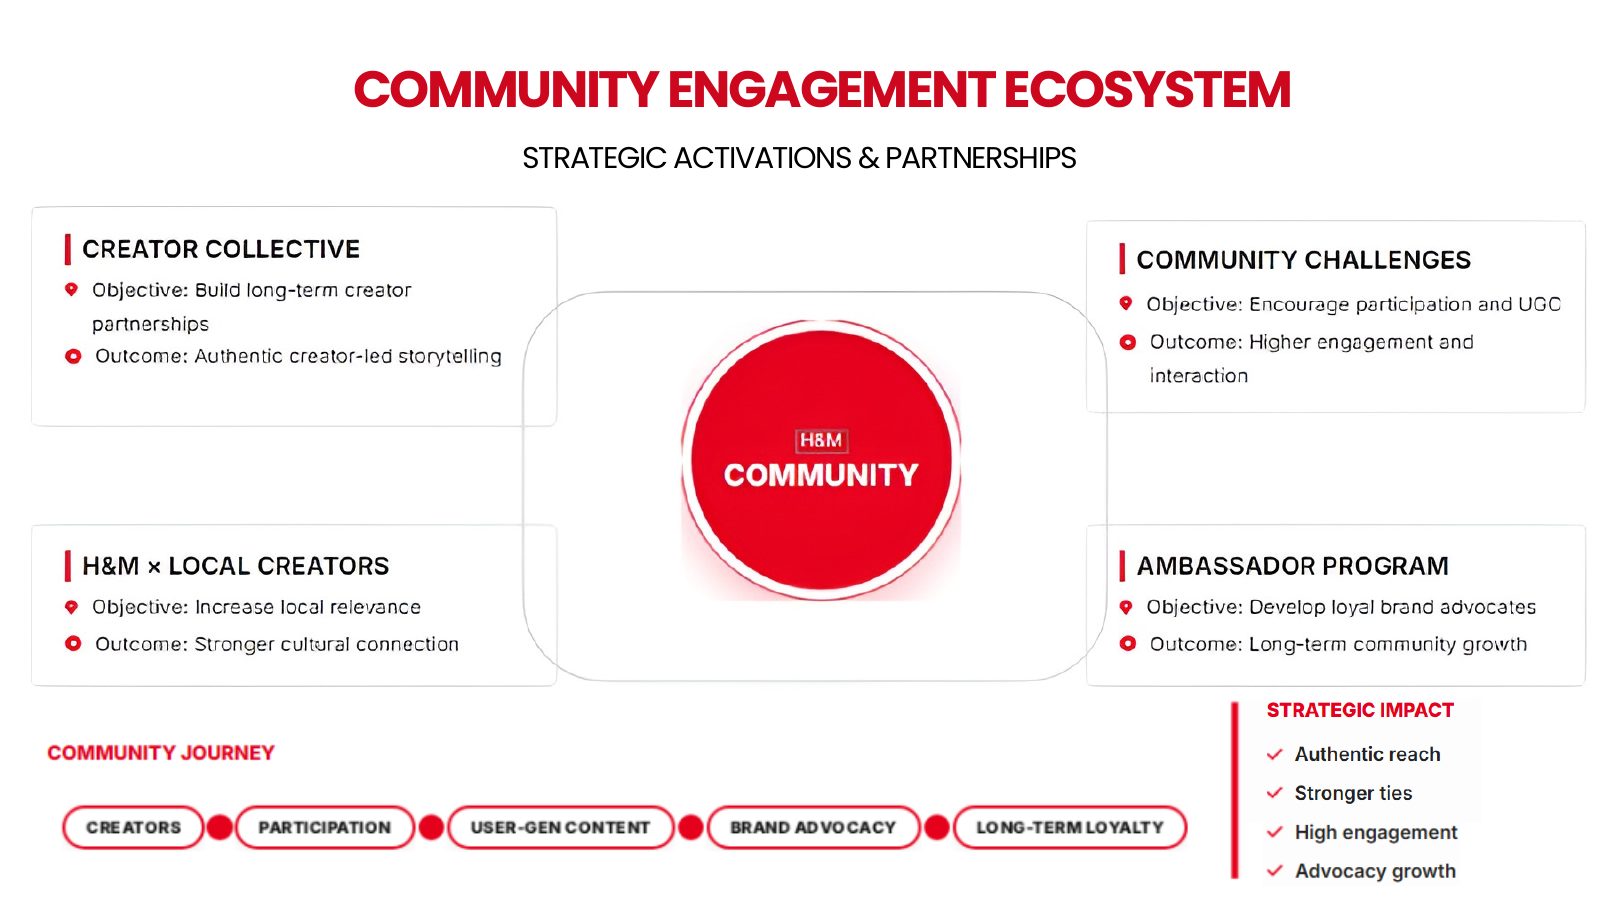 COMMUNITY ENGAGEMENT ECOSYSTEM
STRATEGIC ACTIVATIONS & PARTNERSHIPS
CREATOR COLLECTIVE
Objective: Build long-term creator
partnerships
Outcome: Authentic creator-led storytelling
COMMUNITY CHALLENGES
Objective: Encourage participation and UGC
Outcome: Higher engagement and
interaction
H&M
COMMUNITY
H&M × LOCAL CREATORS
Objective: Increase local relevance
Outcome: Stronger cultural connection
AMBASSADOR PROGRAM
Objective: Develop loyal brand advocates
Outcome: Long-term community growth
COMMUNITY JOURNEY
CREATORS
PARTICIPATION
USER-GEN CONTENT
BRAND ADVOCACY
LONG-TERM LOYALTY
STRATEGIC IMPACT
Authentic reach
Stronger ties
High engagement
Advocacy growth